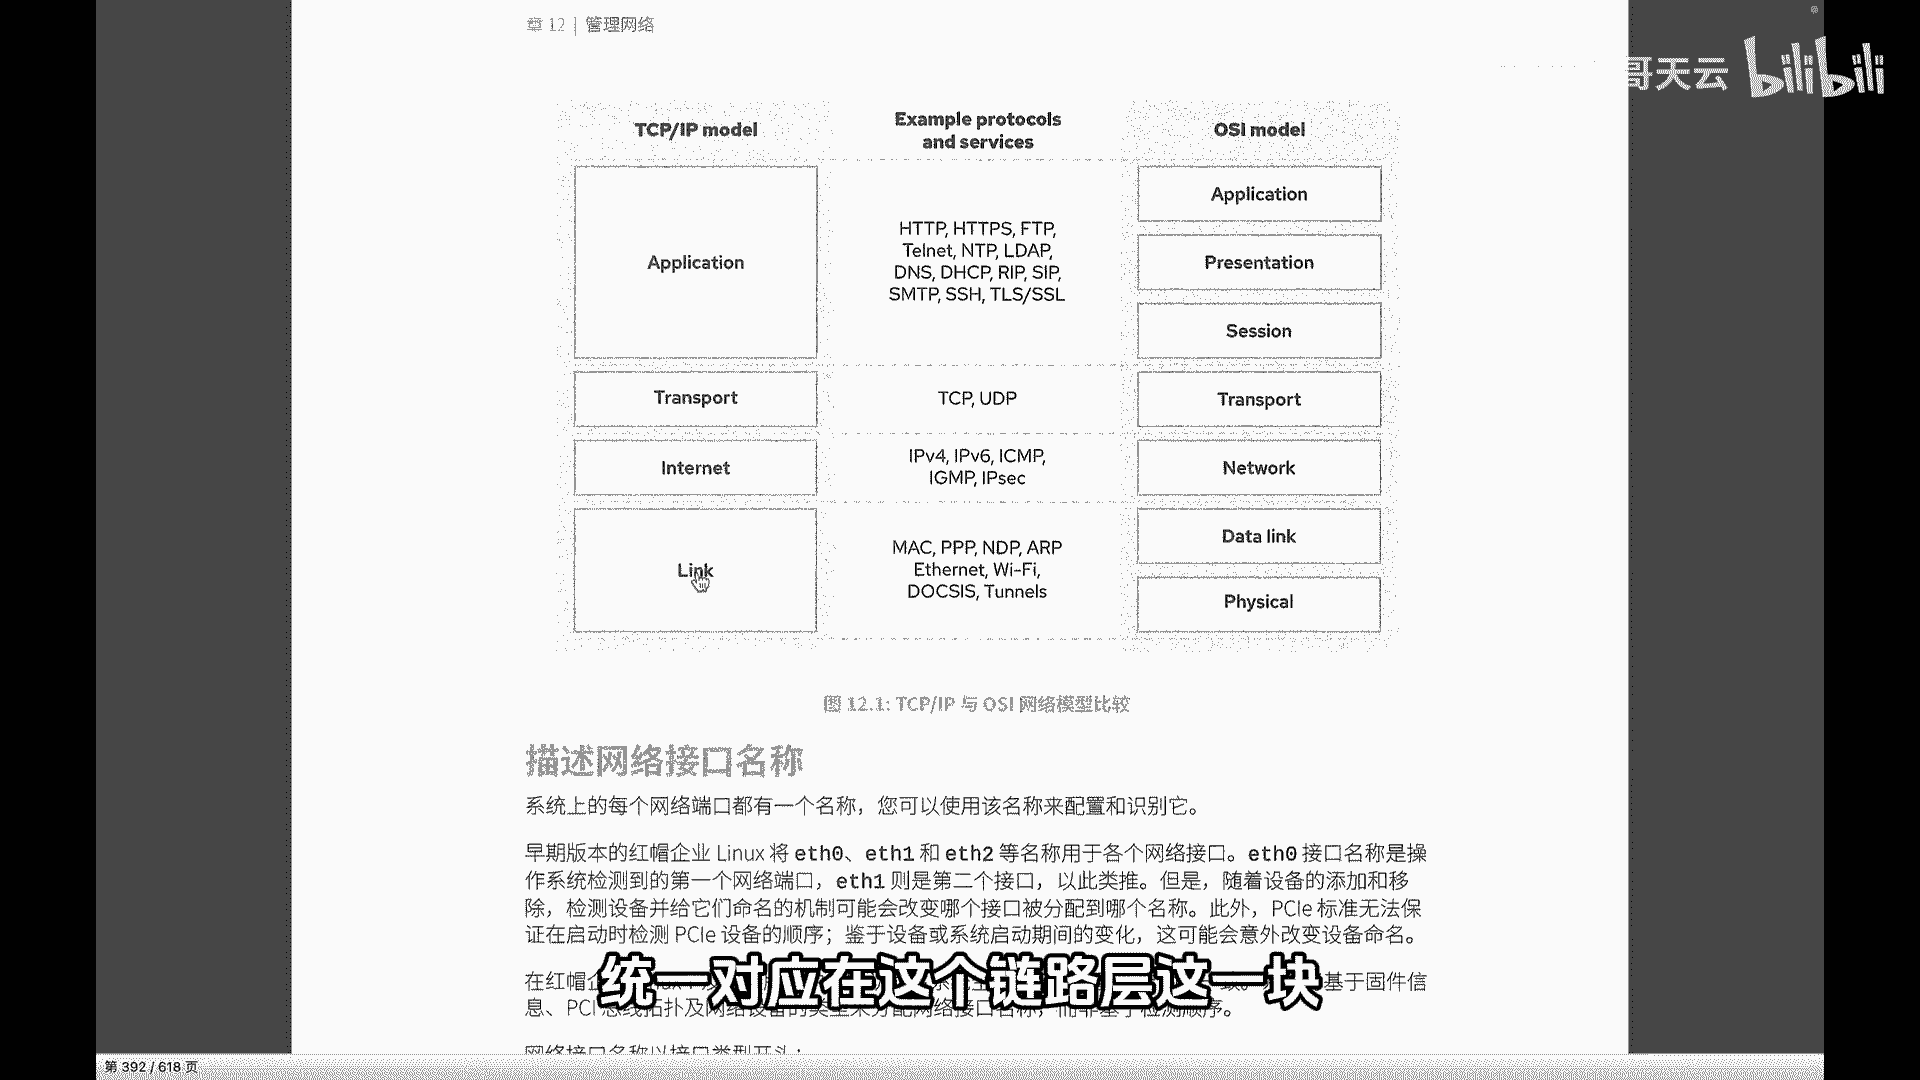 章 12 | 管理网络
哥天云 bilibili
TCP/IP model
Example protocols
and services
OSI model
Application
HTTP, HTTPS, FTP,
Telnet, NTP, LDAP,
DNS, DHCP, RIP, SIP,
SMTP, SSH, TLS/SSL
Application
Presentation
Session
Transport
TCP, UDP
Transport
Internet
IPv4, IPv6, ICMP,
IGMP, IPsec
Network
Link
MAC, PPP, NDP, ARP
Ethernet, Wi-Fi,
DOCSIS, Tunnels
Data link
Physical
图 12.1: TCP/IP 与 OSI 网络模型比较
描述网络接口名称
系统上的每个网络端口都有一个名称，您可以使用该名称来配置和识别它。
早期版本的红帽企业 Linux 将 eth0、eth1 和 eth2 等名称用于各个网络接口。eth0 接口名称是操
作系统检测到的第一个网络端口，eth1 则是第二个接口，以此类推。但是，随着设备的添加和移
除，检测设备并给它们命名的机制可能会改变哪个接口被分配到哪个名称。此外，PCIe 标准无法保
证在启动时检测 PCIe 设备的顺序；鉴于设备或系统启动期间的变化，这可能会意外改变设备命名。
在红帽企 基于固件信
息、PCI 总线拓扑及网络设备的类型来分配网络接口名称，而非基于检测顺序。
统一对应在这个链路层这一块
网络接口名称以接口类型开头：
第 392 / 618 页